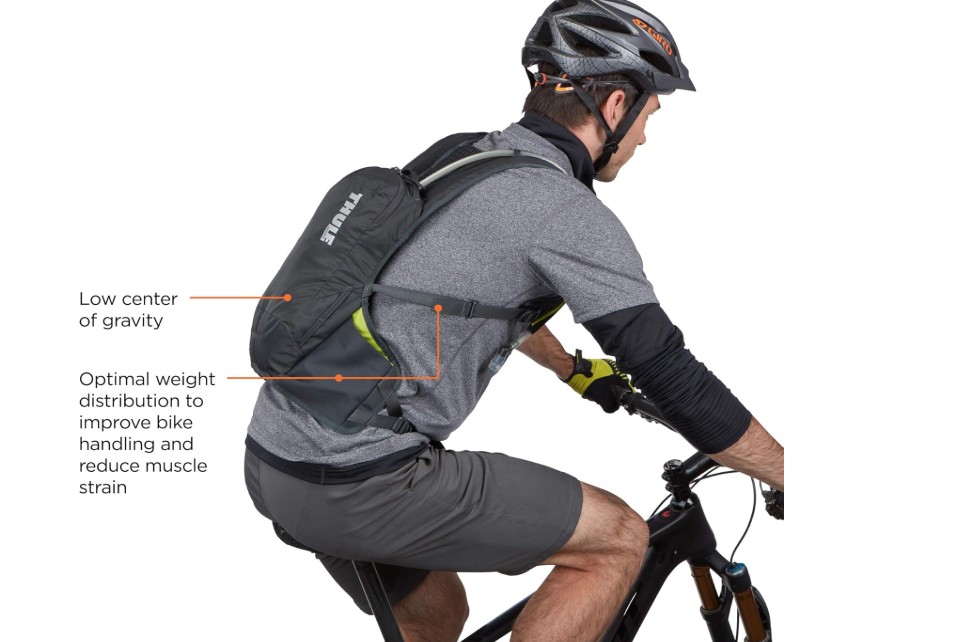 GIRO
THULE
Low center
of gravity
Optimal weight
distribution to
improve bike
handling and
reduce muscle
strain